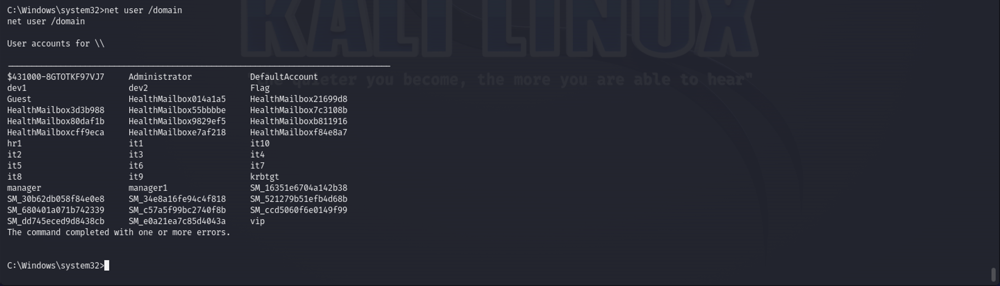 C:\Windows\system32>net user /domain
net user /domain
User accounts for \\
-------------------------------------------------------------------------------
$431000-8GTOTKF97VJ7     Administrator            DefaultAccount
dev1                     dev2                     Flag
Guest                    HealthMailbox014a1a5     HealthMailbox21699d8
HealthMailbox3d3b988     HealthMailbox55bbbbe     HealthMailbox7c3108b
HealthMailbox80daf1b     HealthMailbox9829ef5     HealthMailboxb811916
HealthMailboxcff9eca     HealthMailboxe7af218     HealthMailboxf84e8a7
hr1                      it1                      it10
it2                      it3                      it4
it5                      it6                      it7
it8                      it9                      krbtgt
manager                  manager1                 SM_16351e6704a142b38
SM_30b62db058f84e0e8     SM_34e8a16fe94c4f818     SM_521279b51efb4d68b
SM_680401a071b742339     SM_c57a5f99bc2740f8b     SM_ccd5060f6e0149f99
SM_dd745eced9d8438cb     SM_e0a21ea7c85d4043a     vip
The command completed with one or more errors.
C:\Windows\system32>
KALI LINUX
"the quieter you become, the more you are able to hear"